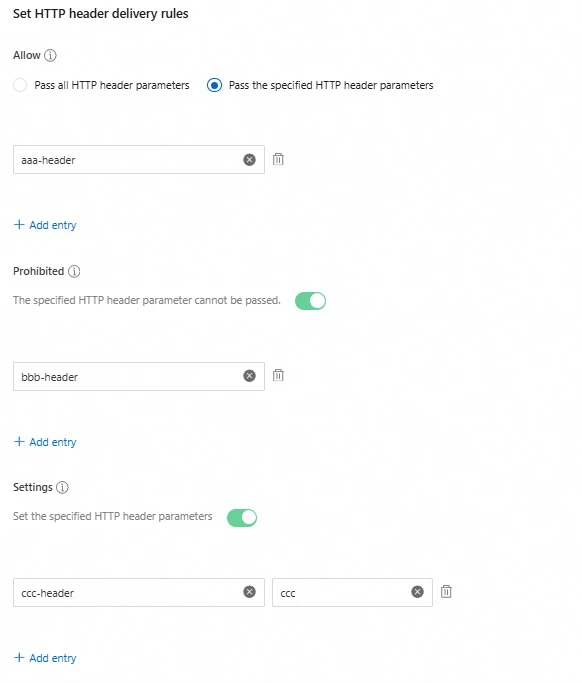 Set HTTP header delivery rules
Allow
Pass all HTTP header parameters Pass the specified HTTP header parameters
aaa-header
+ Add entry
Prohibited
The specified HTTP header parameter cannot be passed.
bbb-header
+ Add entry
Settings
Set the specified HTTP header parameters
ccc-header ccc
+ Add entry